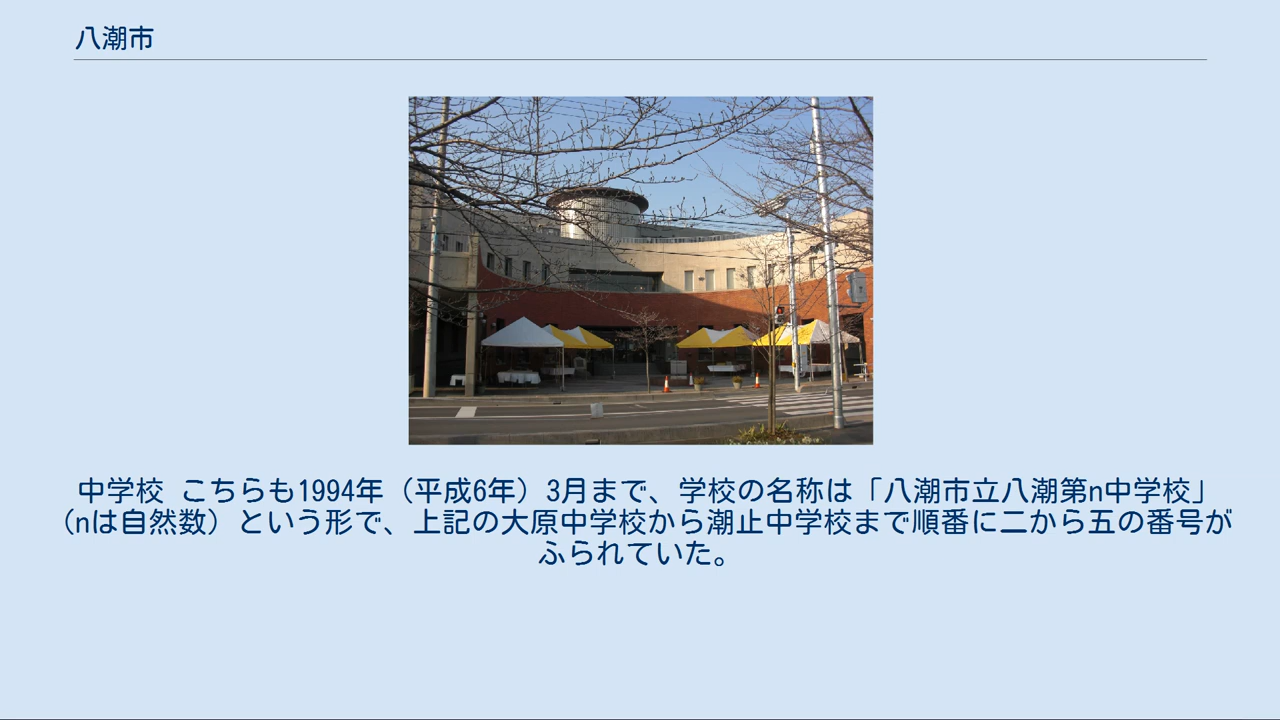 八潮市
中学校 こちらも1994年（平成6年）3月まで、学校の名称は「八潮市立八潮第n中学校」
（nは自然数）という形で、上記の大原中学校から潮止中学校まで順番に二から五の番号が
ふられていた。